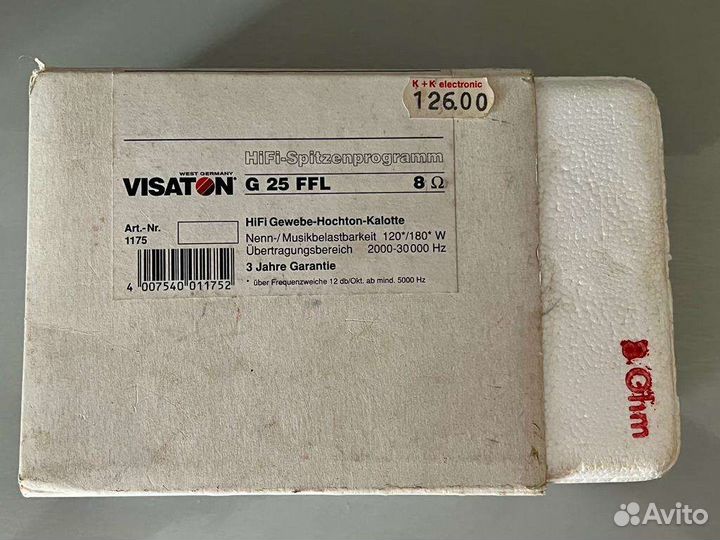 K+K electronic
126.00
HiFi-Spitzenprogramm
WEST GERMANY
VISATON G 25 FFL 8 Ω
Art.-Nr.
1175
HiFi Gewebe-Hochton-Kalotte
Nenn-/Musikbelastbarkeit 120*/180* W
Übertragungsbereich 2000-30000 Hz
3 Jahre Garantie
* über Frequenzweiche 12 db/Okt. ab mind. 5000 Hz
4 007540 011752
8 Ohm
Avito